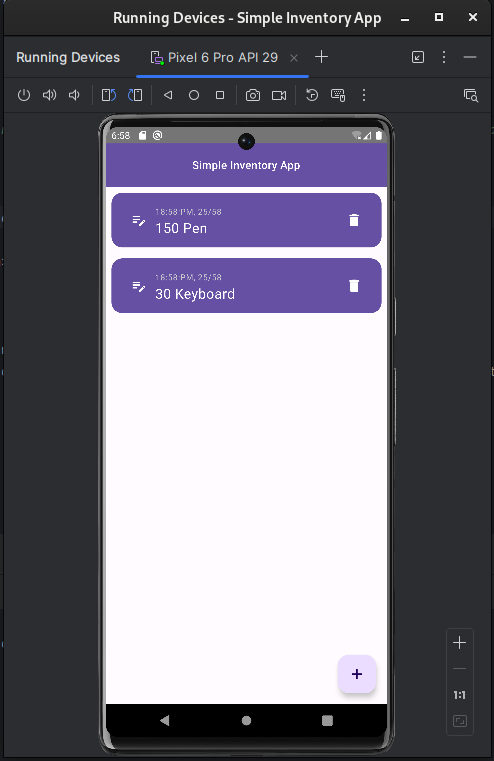 Running Devices - Simple Inventory App
Running Devices
Pixel 6 Pro API 29
6:58
Simple Inventory App
18:58 PM, 25/58
150 Pen
18:58 PM, 25/58
30 Keyboard
1:1